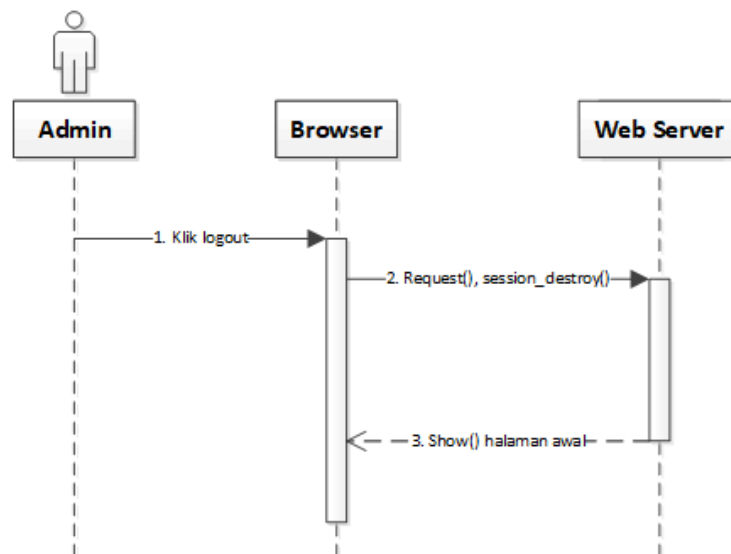 Admin
Browser
Web Server
1. Klik logout
2. Request(), session_destroy()
3. Show() halaman awal